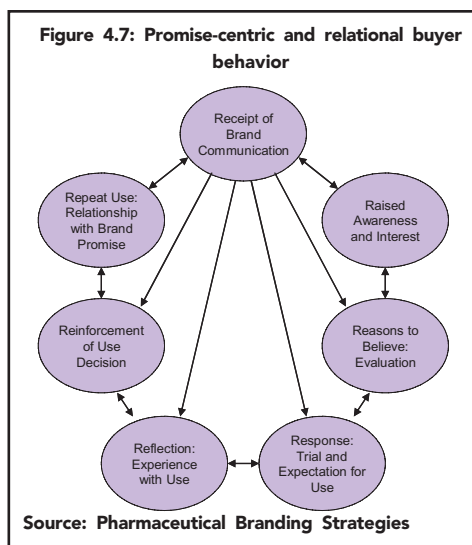 Figure 4.7: Promise-centric and relational buyer
behavior
Receipt of
Brand
Communication
Repeat Use:
Relationship
with Brand
Promise
Raised
Awareness
and Interest
Reinforcement
of Use
Decision
Reasons to
Believe:
Evaluation
Reflection:
Experience
with Use
Response:
Trial and
Expectation for
Use
Source: Pharmaceutical Branding Strategies